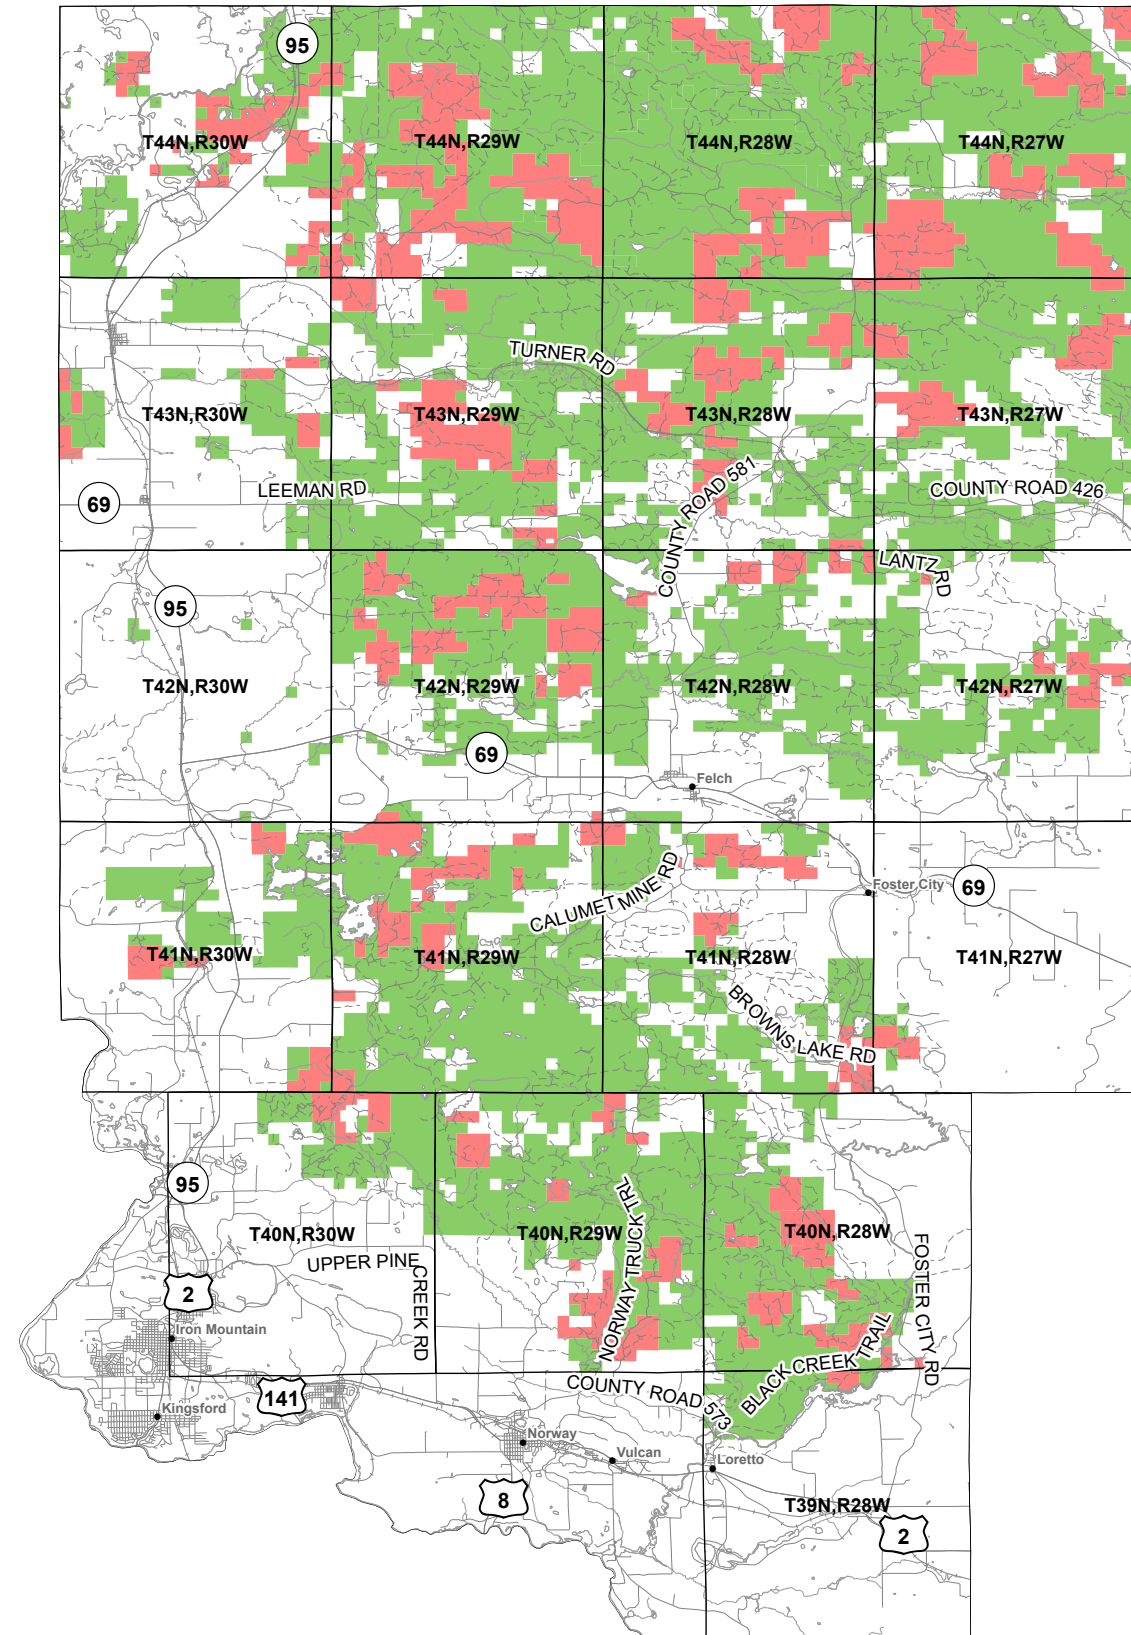 95
T44N,R30W
T44N,R29W
T44N,R28W
T44N,R27W
TURNER RD
T43N,R30W
T43N,R29W
T43N,R28W
T43N,R27W
LEEMAN RD
COUNTY ROAD 581
COUNTY ROAD 426
69
LANTZ RD
95
T42N,R30W
T42N,R29W
T42N,R28W
T42N,R27W
69
Felch
CALUMET MINE RD
Foster City
69
T41N,R30W
T41N,R29W
T41N,R28W
T41N,R27W
BROWNS LAKE RD
95
T40N,R30W
T40N,R29W
T40N,R28W
NORWAY TRUCK TRL
FOSTER CITY RD
UPPER PINE CREEK RD
2
Iron Mountain
BLACK CREEK TRAIL
141
COUNTY ROAD 573
Kingsford
Norway
Vulcan
Loretto
8
T39N,R28W
2